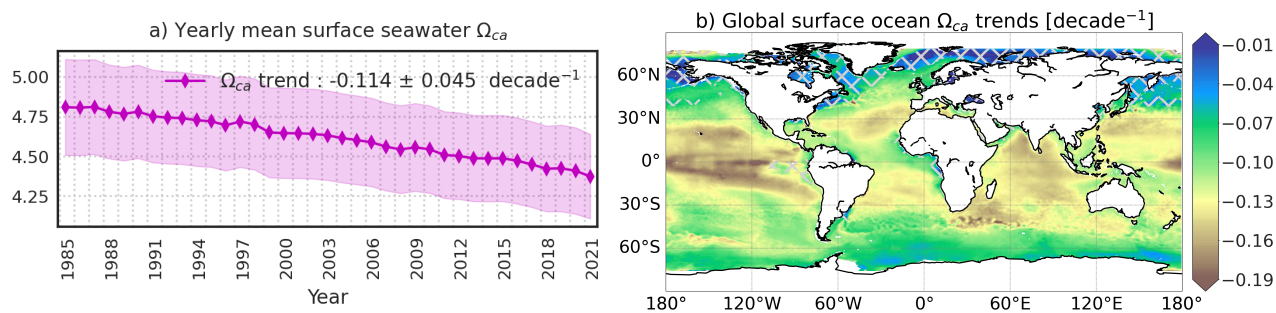 a) Yearly mean surface seawater Ω_ca
Ω_ca trend : -0.114 ± 0.045 decade⁻¹
5.00
4.75
4.50
4.25
1985
1988
1991
1994
1997
2000
2003
2006
2009
2012
2015
2018
2021
Year
b) Global surface ocean Ω_ca trends [decade⁻¹]
60°N
30°N
0°
30°S
60°S
180°
120°W
60°W
0°
60°E
120°E
180°
−0.01
−0.04
−0.07
−0.10
−0.13
−0.16
−0.19